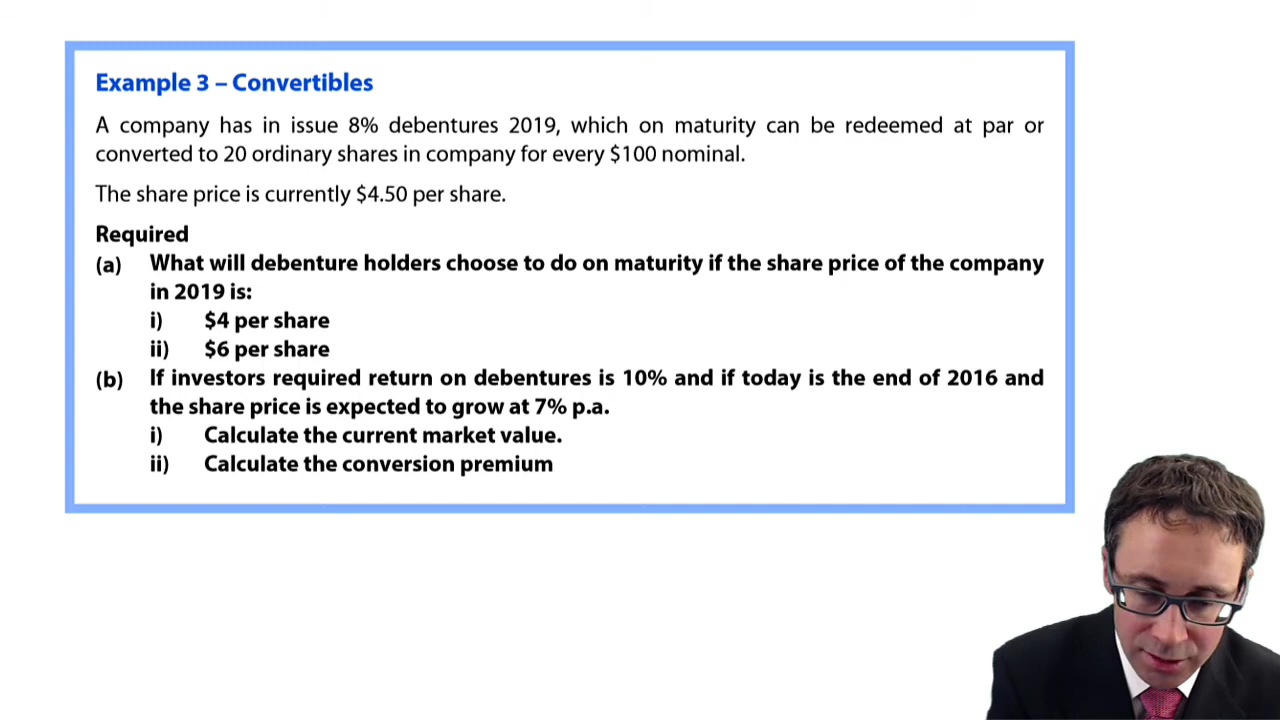 Example 3 – Convertibles
A company has in issue 8% debentures 2019, which on maturity can be redeemed at par or
converted to 20 ordinary shares in company for every $100 nominal.
The share price is currently $4.50 per share.
Required
(a) What will debenture holders choose to do on maturity if the share price of the company
in 2019 is:
i) $4 per share
ii) $6 per share
(b) If investors required return on debentures is 10% and if today is the end of 2016 and
the share price is expected to grow at 7% p.a.
i) Calculate the current market value.
ii) Calculate the conversion premium